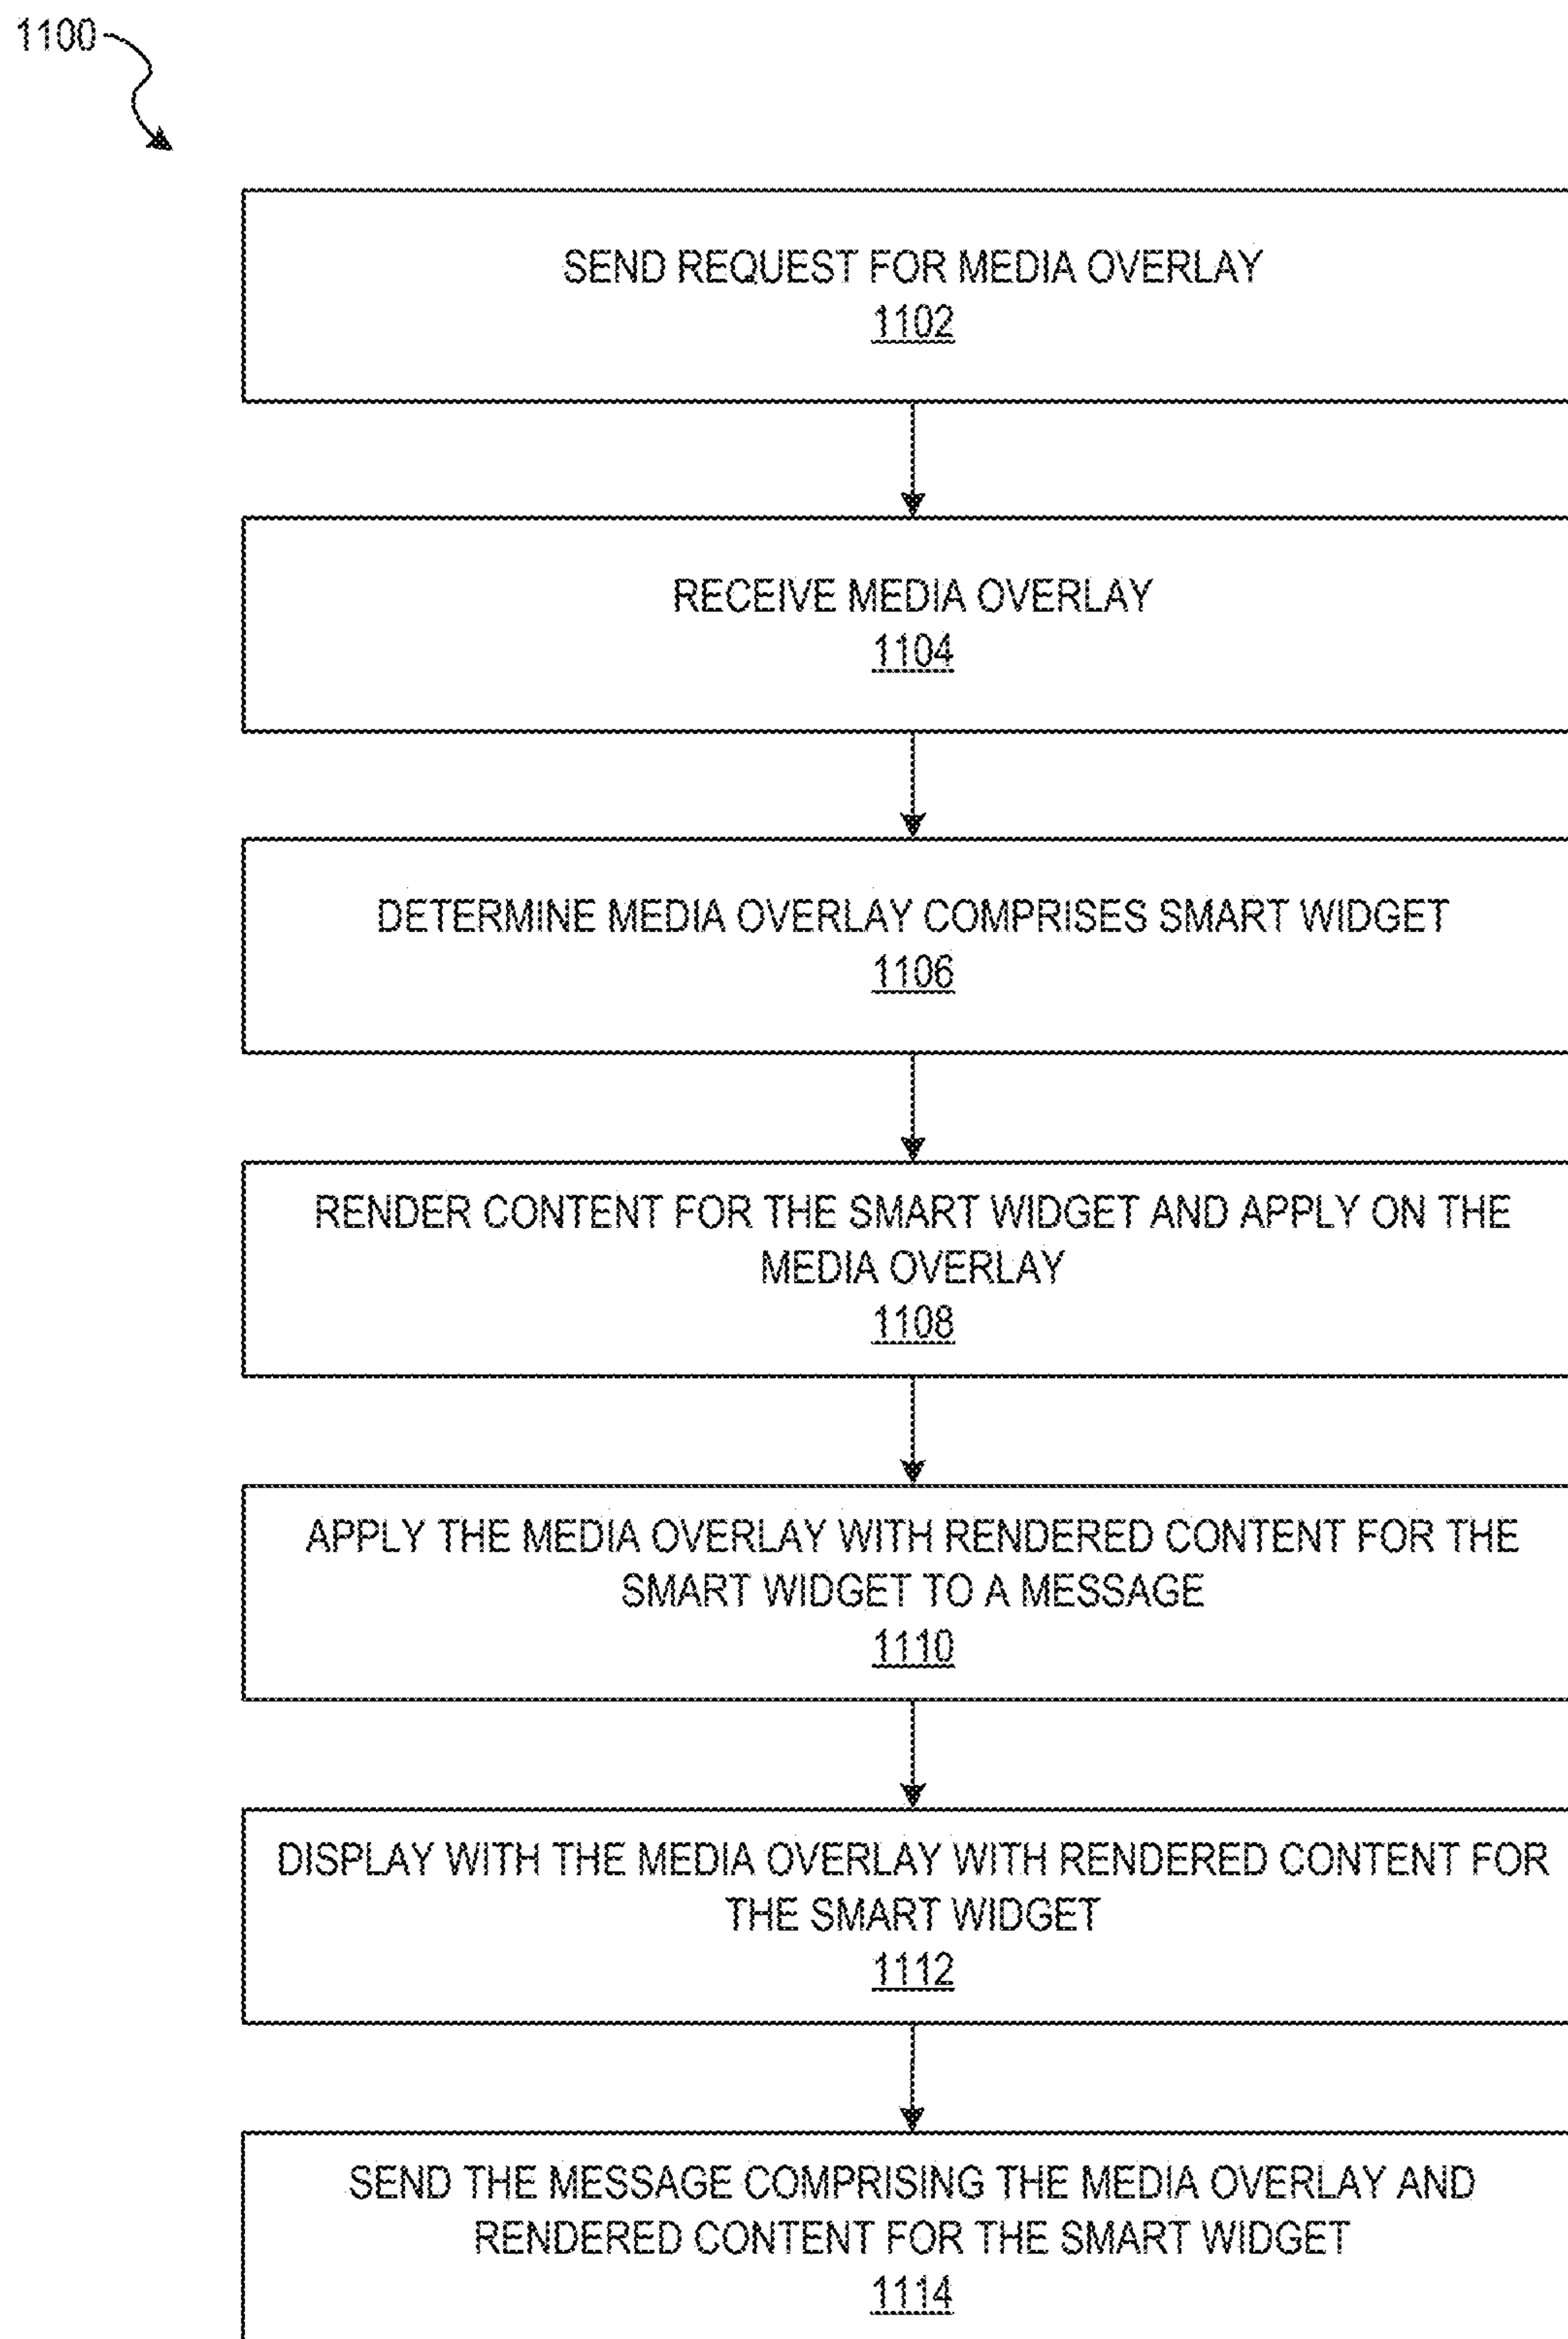 1100
SEND REQUEST FOR MEDIA OVERLAY
1102
RECEIVE MEDIA OVERLAY
1104
DETERMINE MEDIA OVERLAY COMPRISES SMART WIDGET
1106
RENDER CONTENT FOR THE SMART WIDGET AND APPLY ON THE
MEDIA OVERLAY
1108
APPLY THE MEDIA OVERLAY WITH RENDERED CONTENT FOR THE
SMART WIDGET TO A MESSAGE
1110
DISPLAY WITH THE MEDIA OVERLAY WITH RENDERED CONTENT FOR
THE SMART WIDGET
1112
SEND THE MESSAGE COMPRISING THE MEDIA OVERLAY AND
RENDERED CONTENT FOR THE SMART WIDGET
1114